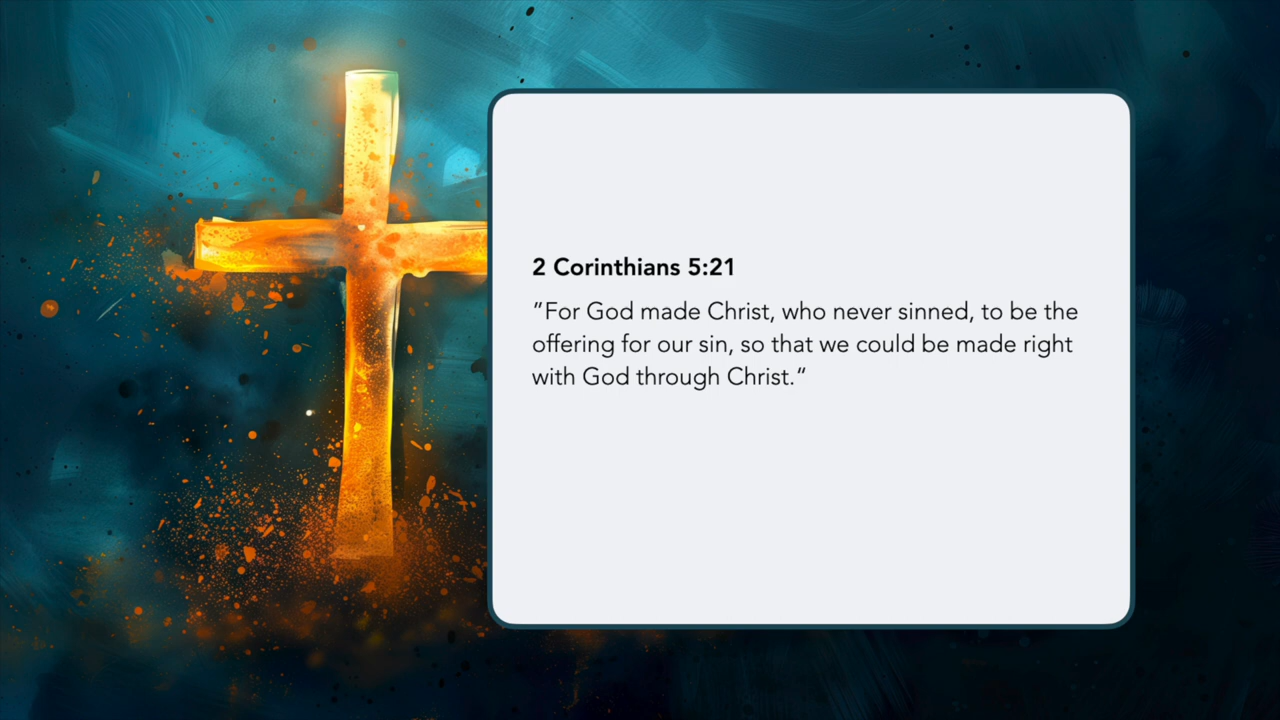 2 Corinthians 5:21
”For God made Christ, who never sinned, to be the
offering for our sin, so that we could be made right
with God through Christ.“